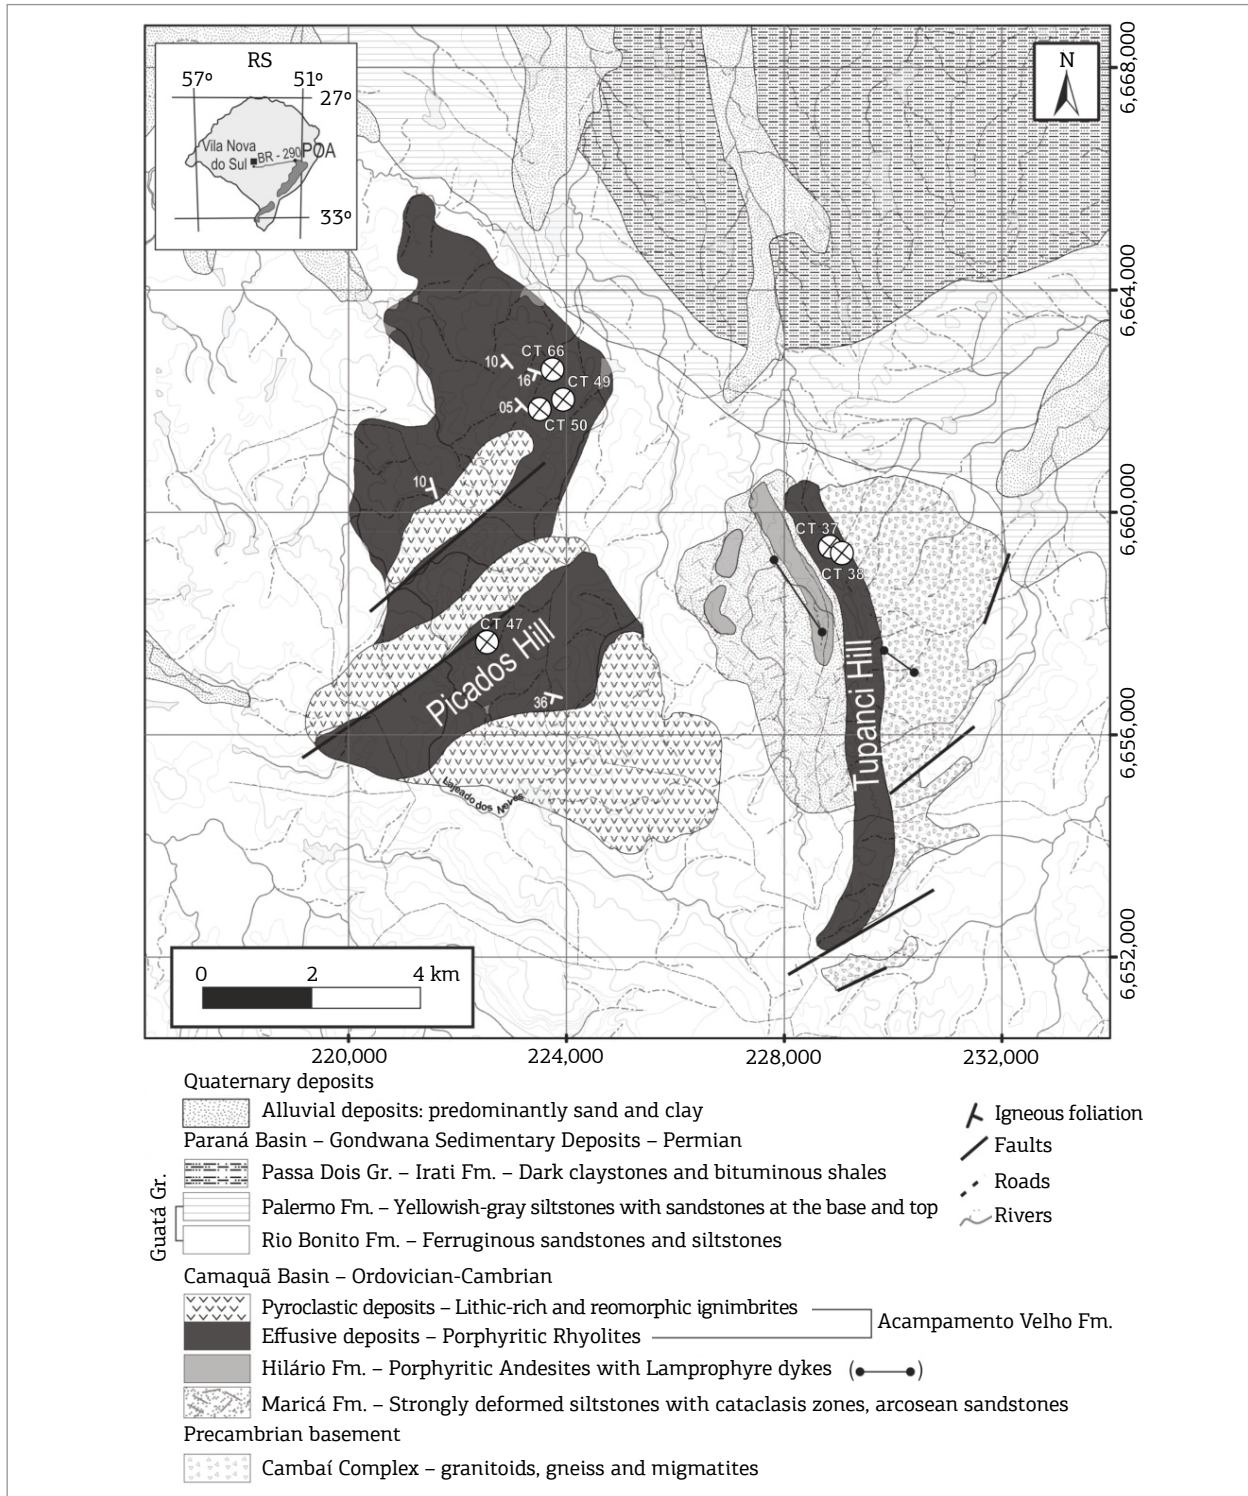 RS
57º 51º
27º
Vila Nova
do Sul
BR - 290
POA
33º
N
6,668,000
6,664,000
6,660,000
6,656,000
6,652,000
CT 66
10
16
CT 49
05
CT 50
10
CT 37
CT 38
CT 47
Picados Hill
36
Tupanci Hill
Lajeado dos Neves
0 2 4 km
220,000 224,000 228,000 232,000
Quaternary deposits
Alluvial deposits: predominantly sand and clay
Paraná Basin – Gondwana Sedimentary Deposits – Permian
Passa Dois Gr. – Irati Fm. – Dark claystones and bituminous shales
Guatá Gr.
Palermo Fm. – Yellowish-gray siltstones with sandstones at the base and top
Rio Bonito Fm. – Ferruginous sandstones and siltstones
Camaquã Basin – Ordovician-Cambrian
Pyroclastic deposits – Lithic-rich and reomorphic ignimbrites
Effusive deposits – Porphyritic Rhyolites
Acampamento Velho Fm.
Hilário Fm. – Porphyritic Andesites with Lamprophyre dykes ( )
Maricá Fm. – Strongly deformed siltstones with cataclasis zones, arcosean sandstones
Precambrian basement
Cambaí Complex – granitoids, gneiss and migmatites
Igneous foliation
Faults
Roads
Rivers